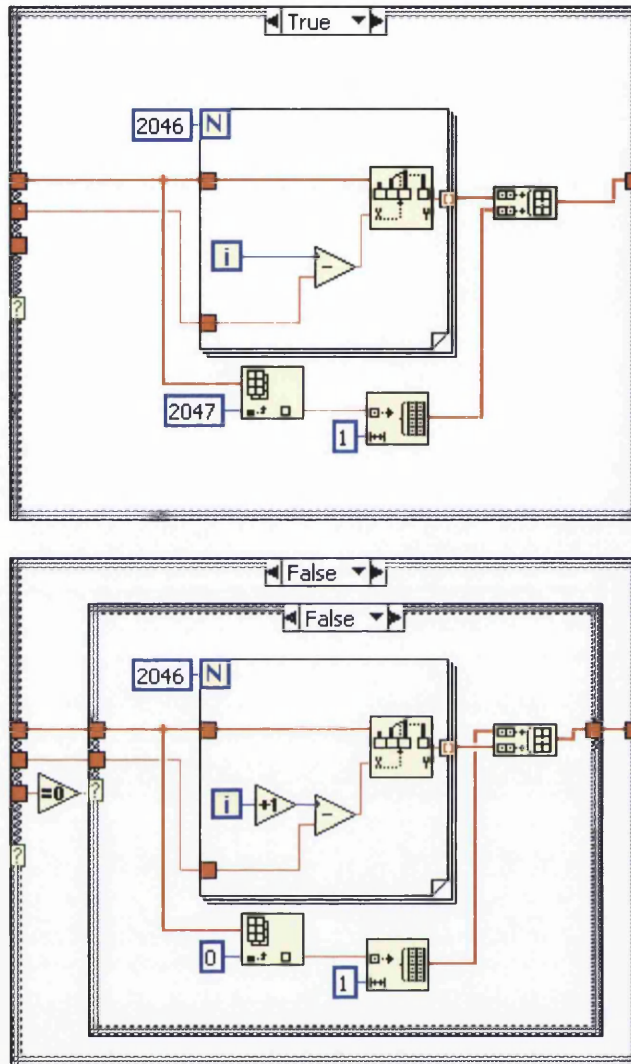 True
2046 N
X Y
i
-
2047
1
?
False
False
2046 N
X Y
=0
?
i +1
-
?
0
1